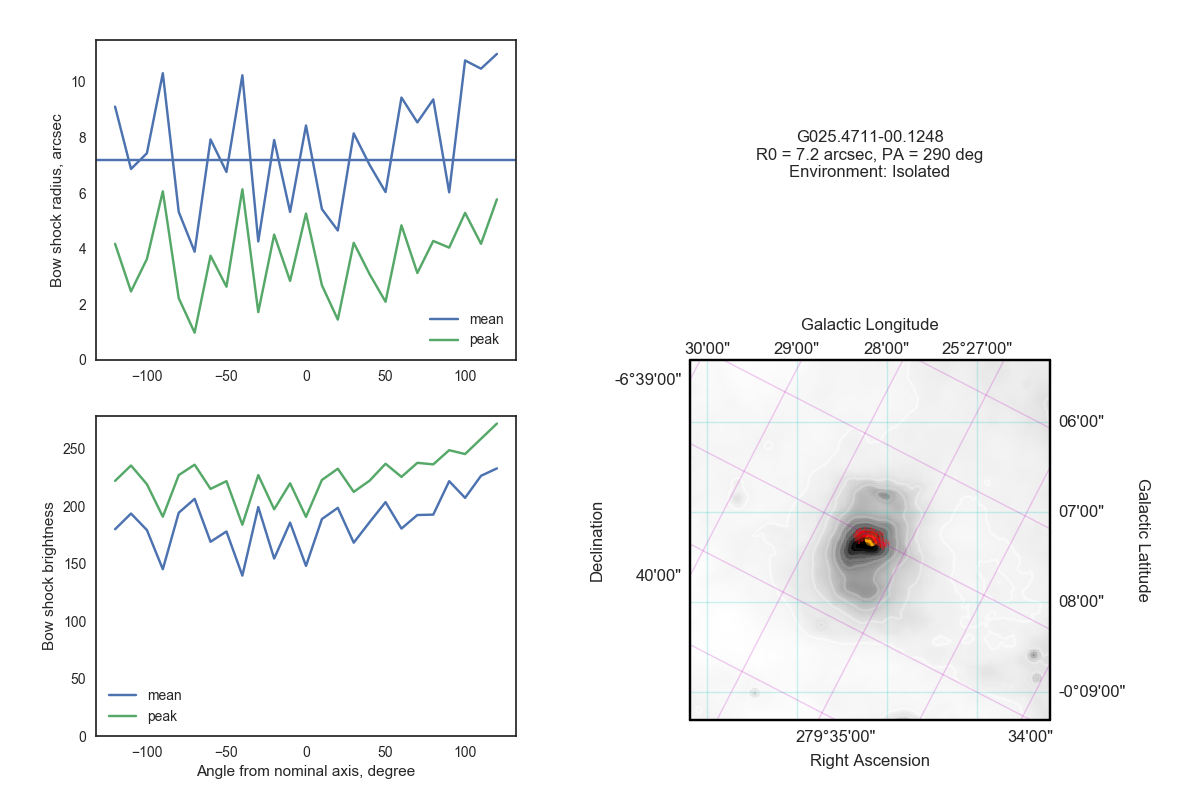 10
8
6
4
2
0
Bow shock radius, arcsec
mean
peak
−100
−50
0
50
100
250
200
150
100
50
0
Bow shock brightness
mean
peak
−100
−50
0
50
100
Angle from nominal axis, degree
G025.4711-00.1248
R0 = 7.2 arcsec, PA = 290 deg
Environment: Isolated
Galactic Longitude
30'00"
29'00"
28'00"
25°27'00"
-6°39'00"
40'00"
Declination
06'00"
07'00"
08'00"
-0°09'00"
Galactic Latitude
279°35'00"
34'00"
Right Ascension